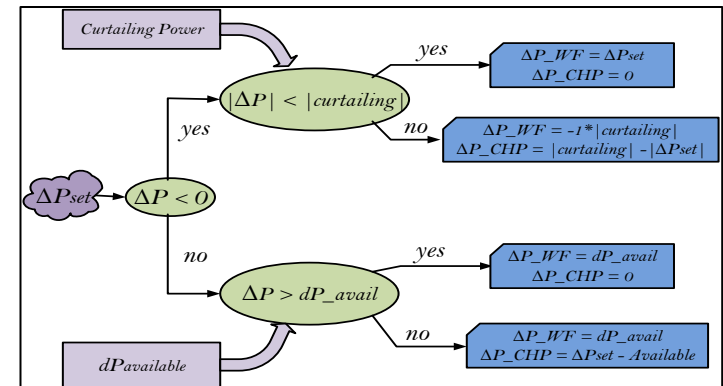 Curtailing Power
yes
ΔP_WF = ΔPset
ΔP_CHP = 0
|ΔP| < |curtailing|
yes
no
ΔP_WF = -1*|curtailing|
ΔP_CHP = |curtailing| -|ΔPset|
ΔPset
ΔP < 0
no
yes
ΔP_WF = dP_avail
ΔP_CHP = 0
ΔP > dP_avail
no
ΔP_WF = dP_avail
ΔP_CHP = ΔPset - Available
dPavailable